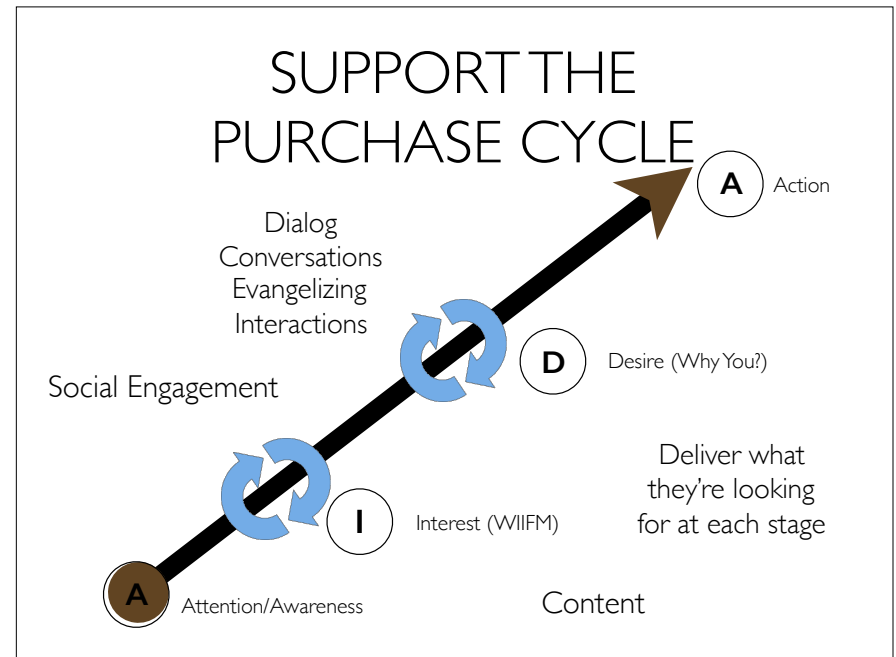 SUPPORT THE
PURCHASE CYCLE
A
Action
Dialog
Conversations
Evangelizing
Interactions
D
Desire (Why You?)
Social Engagement
Deliver what
they're looking
for at each stage
I
Interest (WIIFM)
A
Attention/Awareness
Content